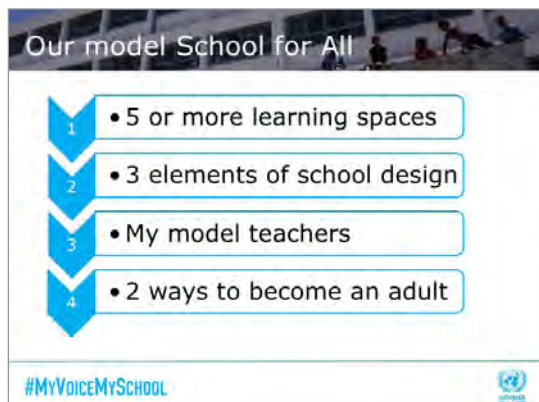 Our model School for All
1
• 5 or more learning spaces
2
• 3 elements of school design
3
• My model teachers
4
• 2 ways to become an adult
#MYVOICEMYSCHOOL